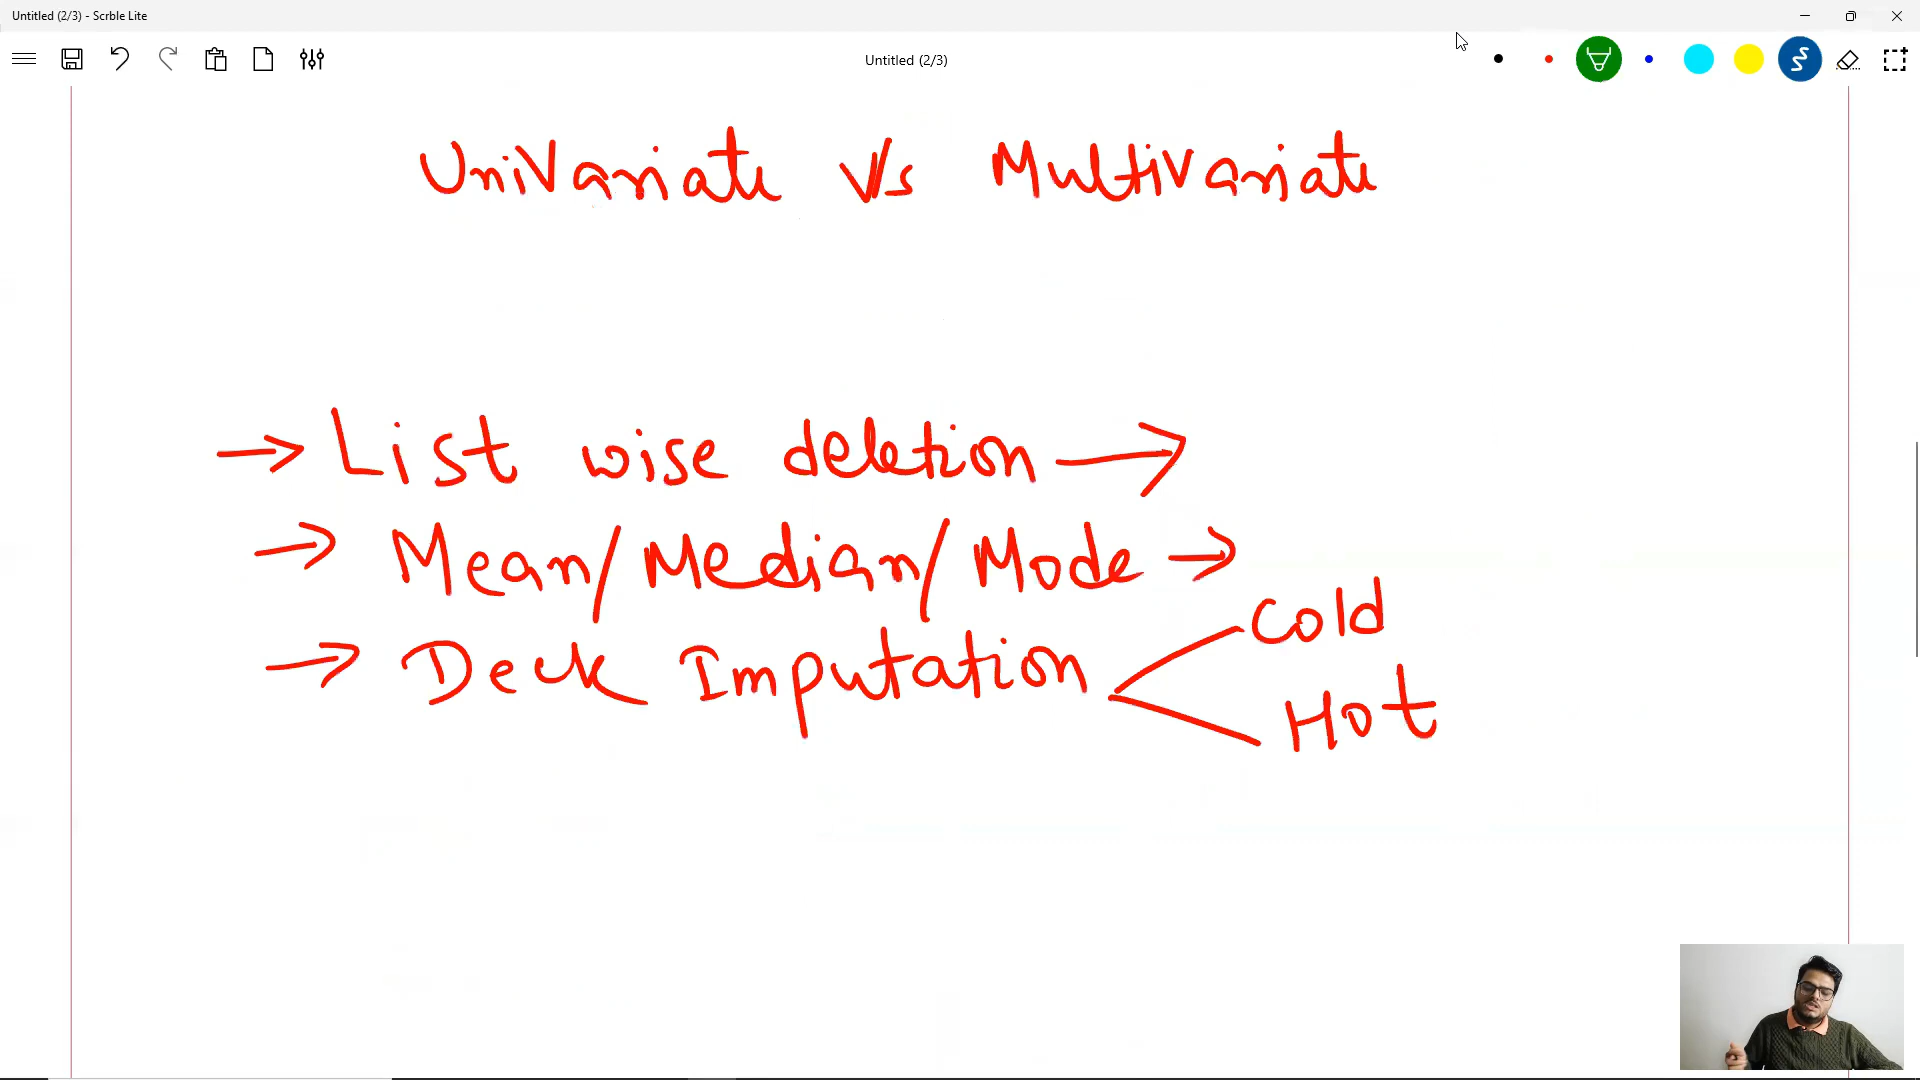 Untitled (2/3) - Scrble Lite
Untitled (2/3)
UniVariate V/s MultiVariate
→ List wise deletion →
→ Mean/Median/Mode →
Cold
→ Deck Imputation
Hot